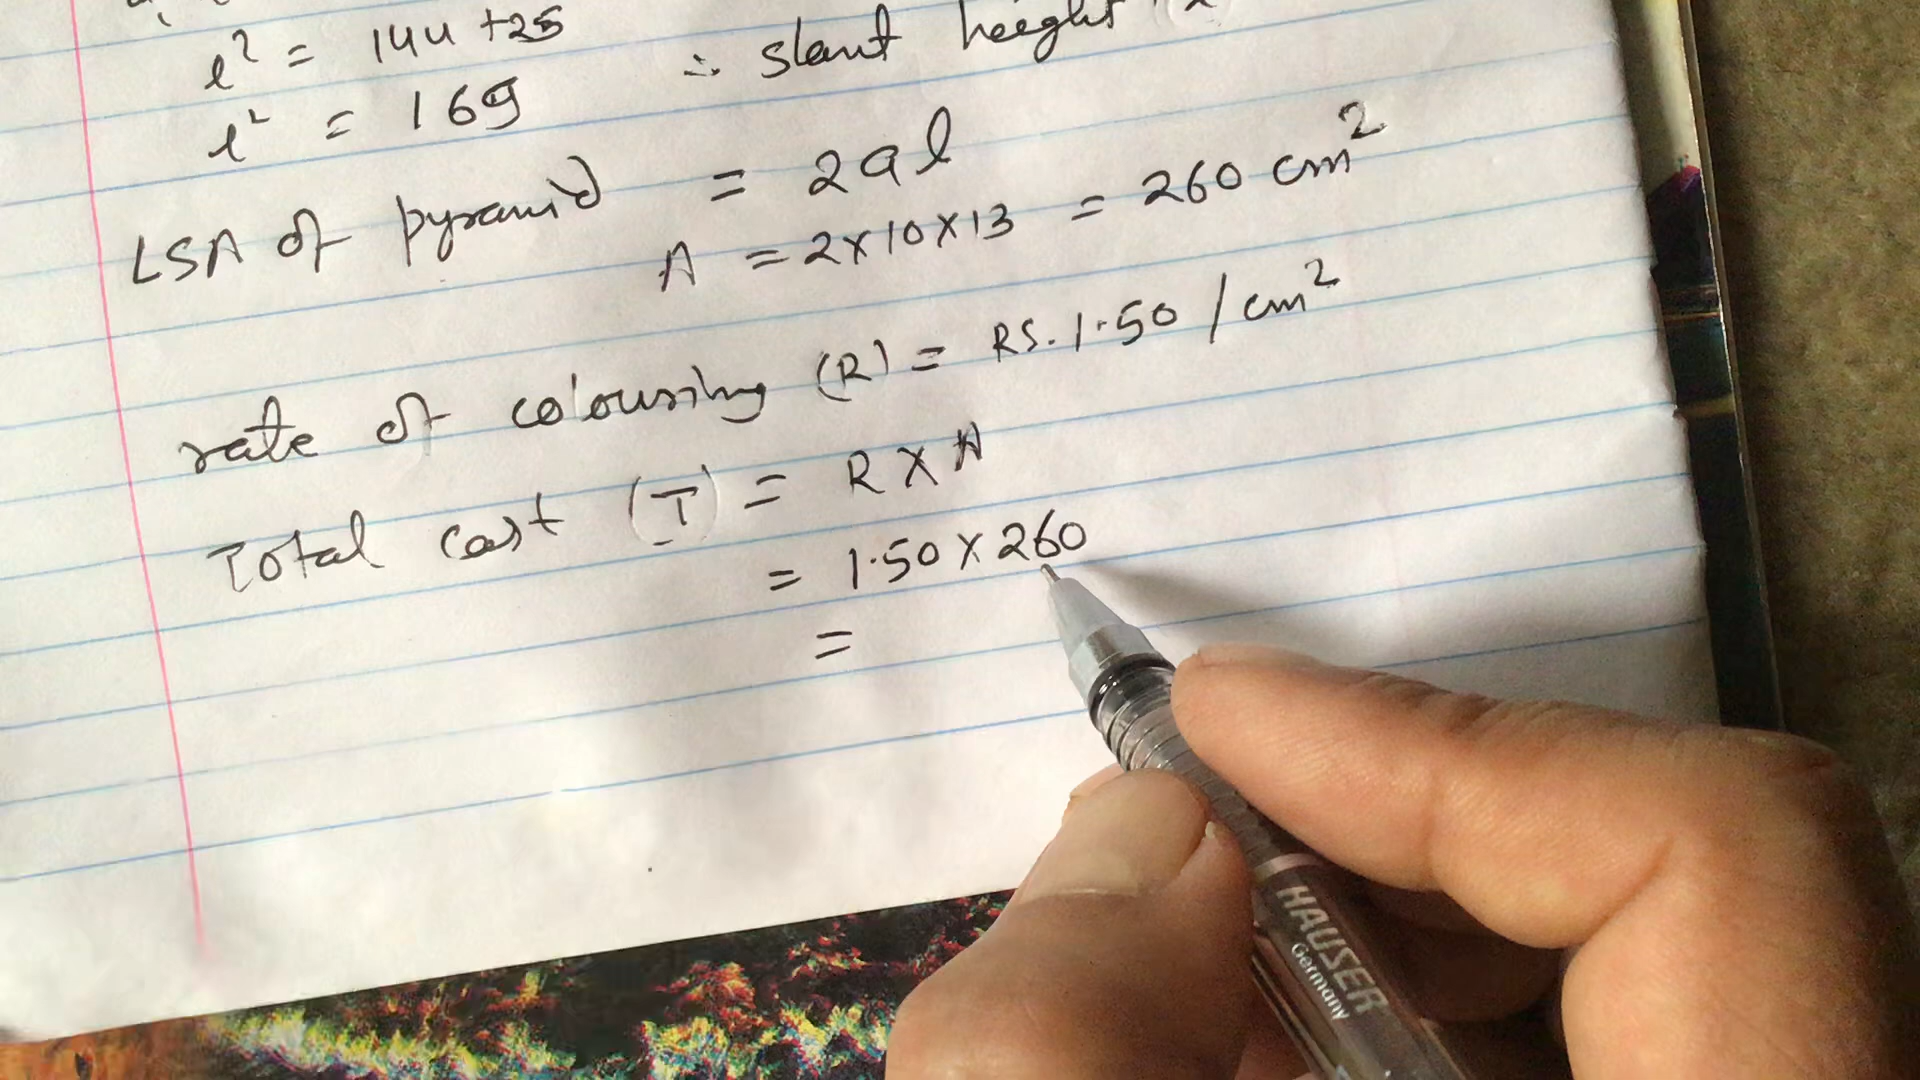 l² = 144 +25
l² = 169 ∴ slant height
LSA of pyramid = 2al
A = 2×10×13 = 260 cm²
rate of colouring (R) = RS. 1.50 / cm²
Total cost (T) = R × A
= 1.50 × 260
=
HAUSER
Germany